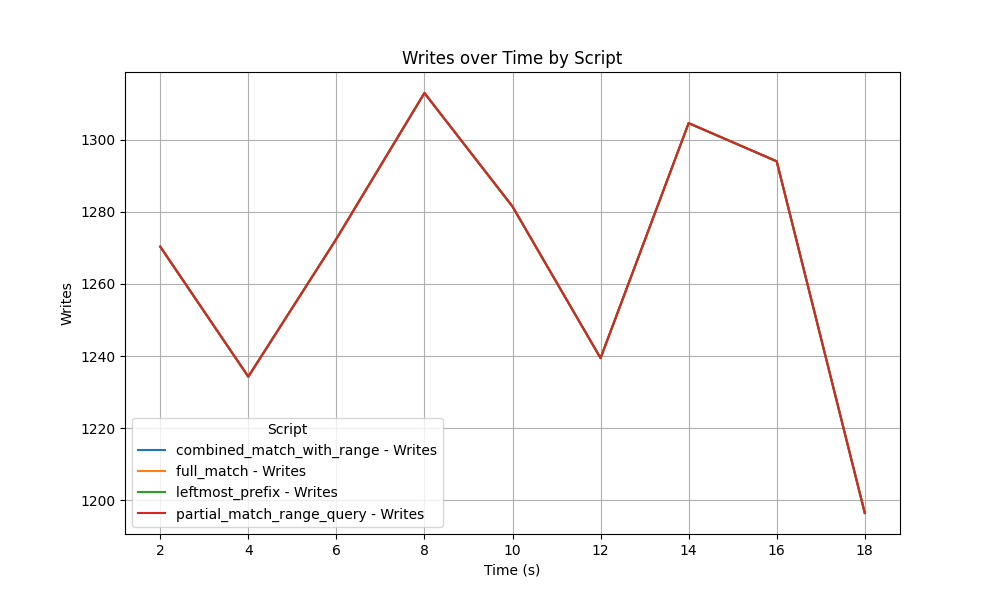 Writes over Time by Script
Writes
1300
1280
1260
1240
1220
1200
Script
combined_match_with_range - Writes
full_match - Writes
leftmost_prefix - Writes
partial_match_range_query - Writes
2 4 6 8 10 12 14 16 18
Time (s)